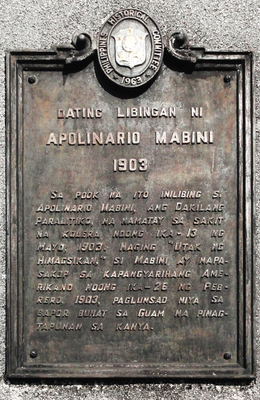 PHILIPPINES HISTORICAL COMMITTEE
1963
DATING LIBINGAN NI
APOLINARIO MABINI
1903
SA POOK NA ITO INILIBING SI
APOLINARIO MABINI, ANG DAKILANG
PARALITIKO, NA NAMATAY SA SAKIT
NA KOLERA NOONG IKA-13 NG
MAYO, 1903. NAGING "UTAK NG
HIMAGSIKAN," SI MABINI AY NAPA-
SAKOP SA KAPANGYARIHANG AME-
RIKANO NOONG IKA-26 NG PEB-
RERO, 1903, PAGLUNSAD NIYA SA
BAPOR BUHAT SA GUAM NA PINAG-
TAPUNAN SA KANYA.